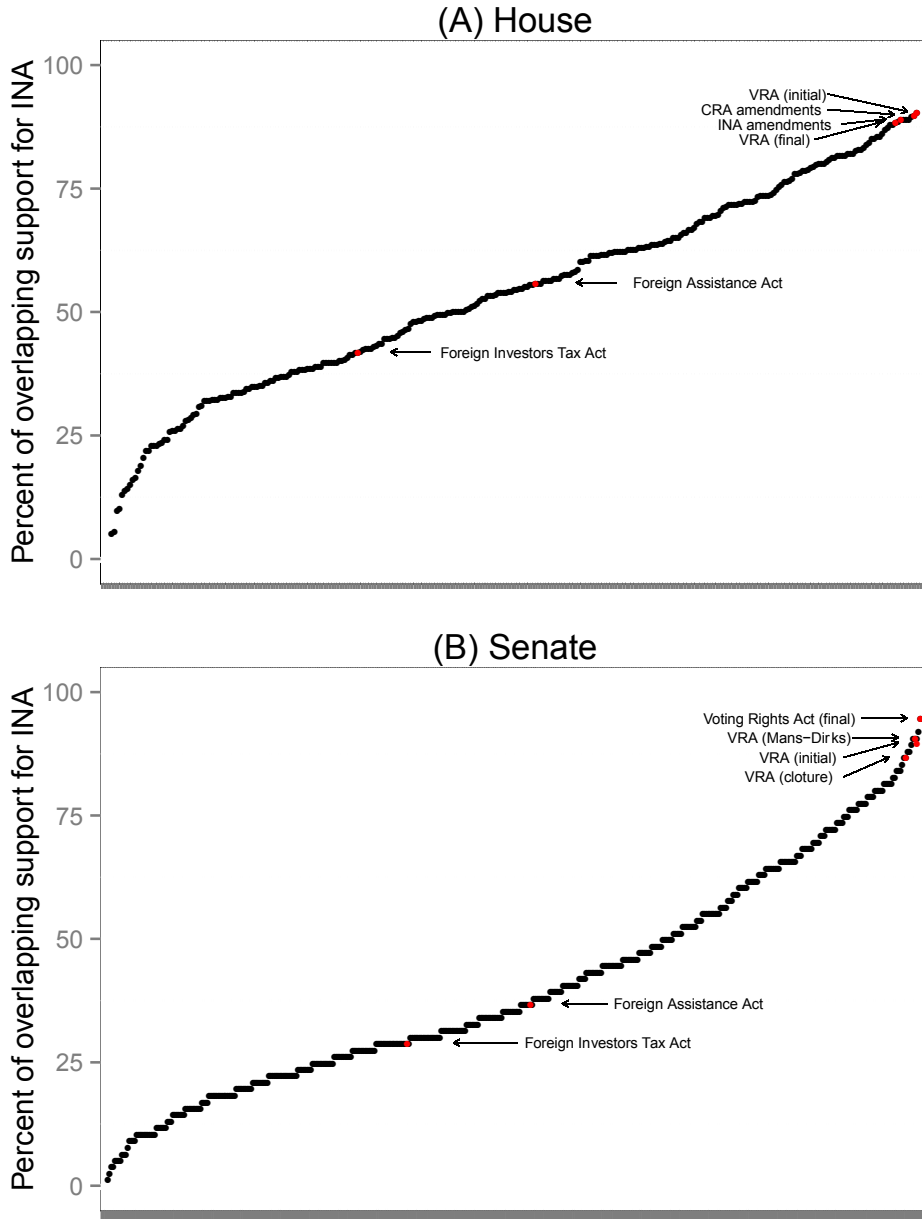 (A) House
Percent of overlapping support for INA
100
75
50
25
0
VRA (initial)
CRA amendments
INA amendments
VRA (final)
Foreign Assistance Act
Foreign Investors Tax Act
(B) Senate
Percent of overlapping support for INA
100
75
50
25
0
Voting Rights Act (final)
VRA (Mans−Dirks)
VRA (initial)
VRA (cloture)
Foreign Assistance Act
Foreign Investors Tax Act